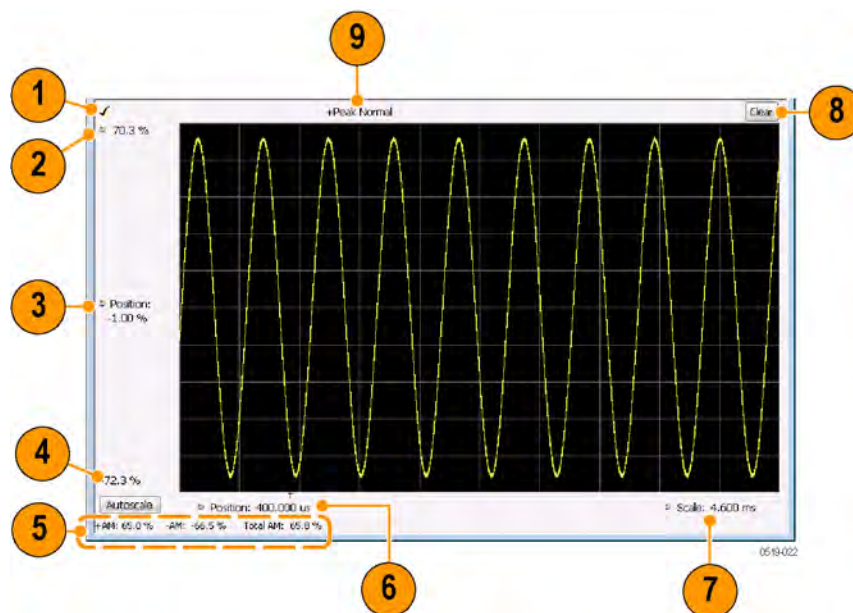 9
1
+Peak Normal
Clear
8
2
70.3 %
3
Position:
-1.00 %
4
-72.3 %
Autoscale
Position: -400.000 us
Scale: 4.600 ms
5
+AM: 65.0 %   -AM: -66.5 %   Total AM: 65.8 %
6
7
0519-022